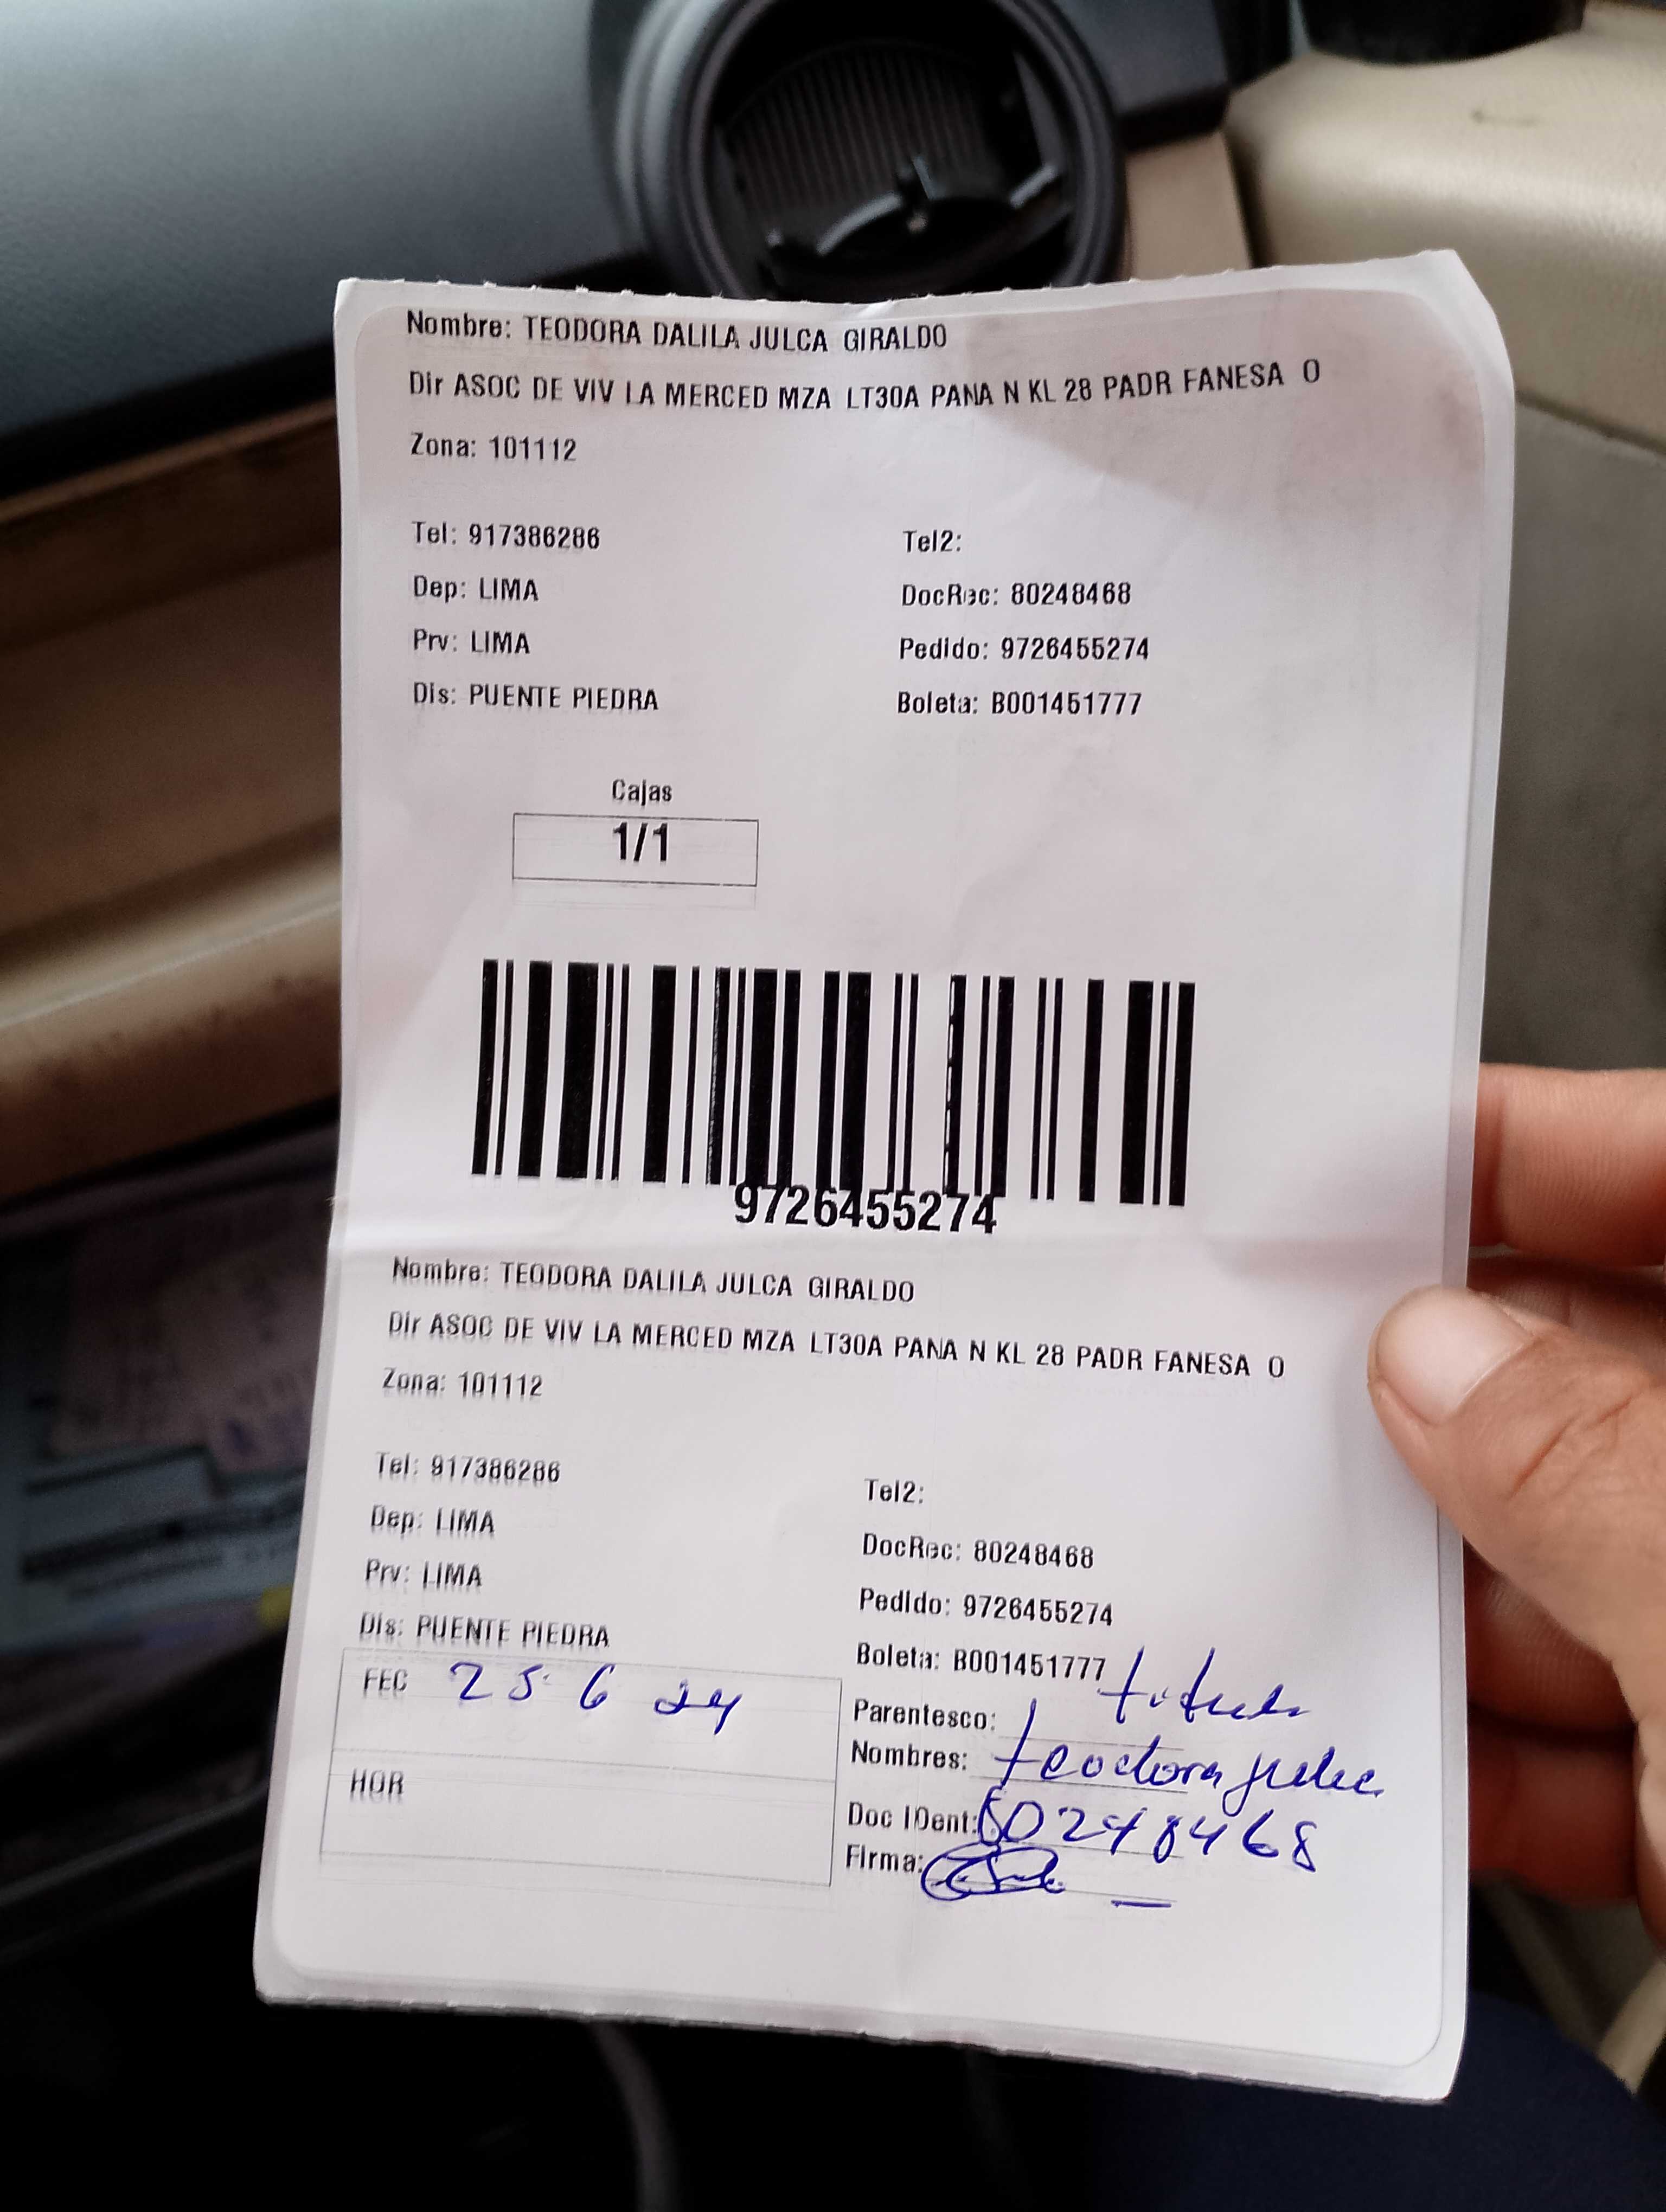 Nombre: TEODORA DALILA JULCA GIRALDO
Dir ASOC DE VIV LA MERCED MZA LT30A PANA N KL 28 PADR FANESA O
Zona: 101112
Tel: 917386286
Tel2:
Dep: LIMA
DocRec: 80248468
Prv: LIMA
Pedido: 9726455274
Dis: PUENTE PIEDRA
Boleta: B001451777
Cajas
1/1
9726455274
Nombre: TEODORA DALILA JULCA GIRALDO
Dir ASOC DE VIV LA MERCED MZA LT30A PANA N KL 28 PADR FANESA O
Zona: 101112
Tel: 917386286
Tel2:
Dep: LIMA
DocRec: 80248468
Prv: LIMA
Pedido: 9726455274
Dis: PUENTE PIEDRA
Boleta: B001451777
FEC 25 6 24
Parentesco:
Nombres: teodora julca
HOR
Doc IDent: 80248468
Firma: